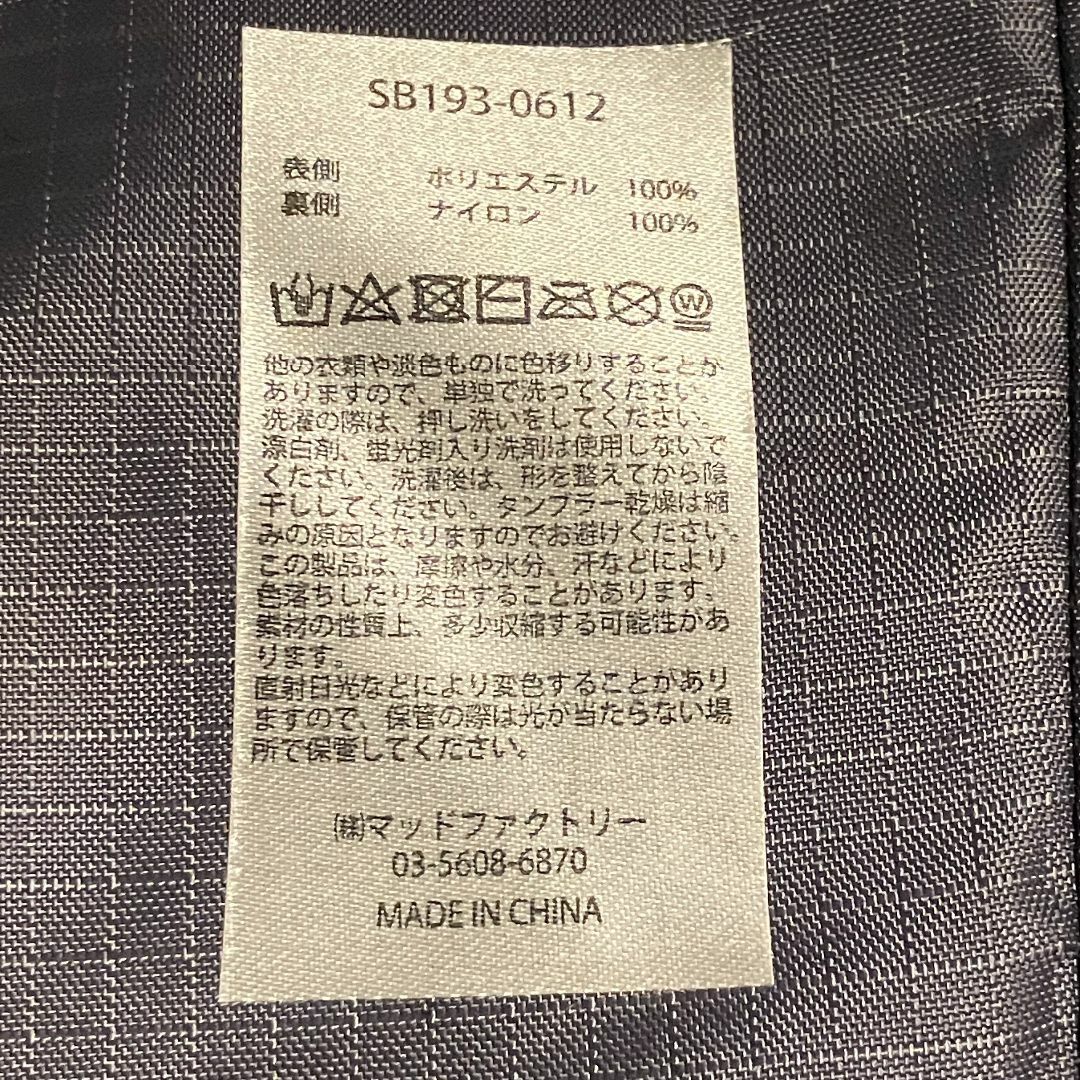 SB193-0612
表側 ポリエステル 100%
裏側 ナイロン 100%
W
他の衣類や淡色ものに色移りすることが
ありますので、単独で洗ってください。
洗濯の際は、押し洗いをしてください。
漂白剤、蛍光剤入り洗剤は使用しないで
ください。洗濯後は、形を整えてから陰
干ししてください。タンブラー乾燥は縮
みの原因となりますのでお避けください。
この製品は、摩擦や水分、汗などにより
色落ちしたり変色することがあります。
素材の性質上、多少収縮する可能性があ
ります。
直射日光などにより変色することがあり
ますので、保管の際は光が当たらない場
所で保管してください。
㈱マッドファクトリー
03-5608-6870
MADE IN CHINA